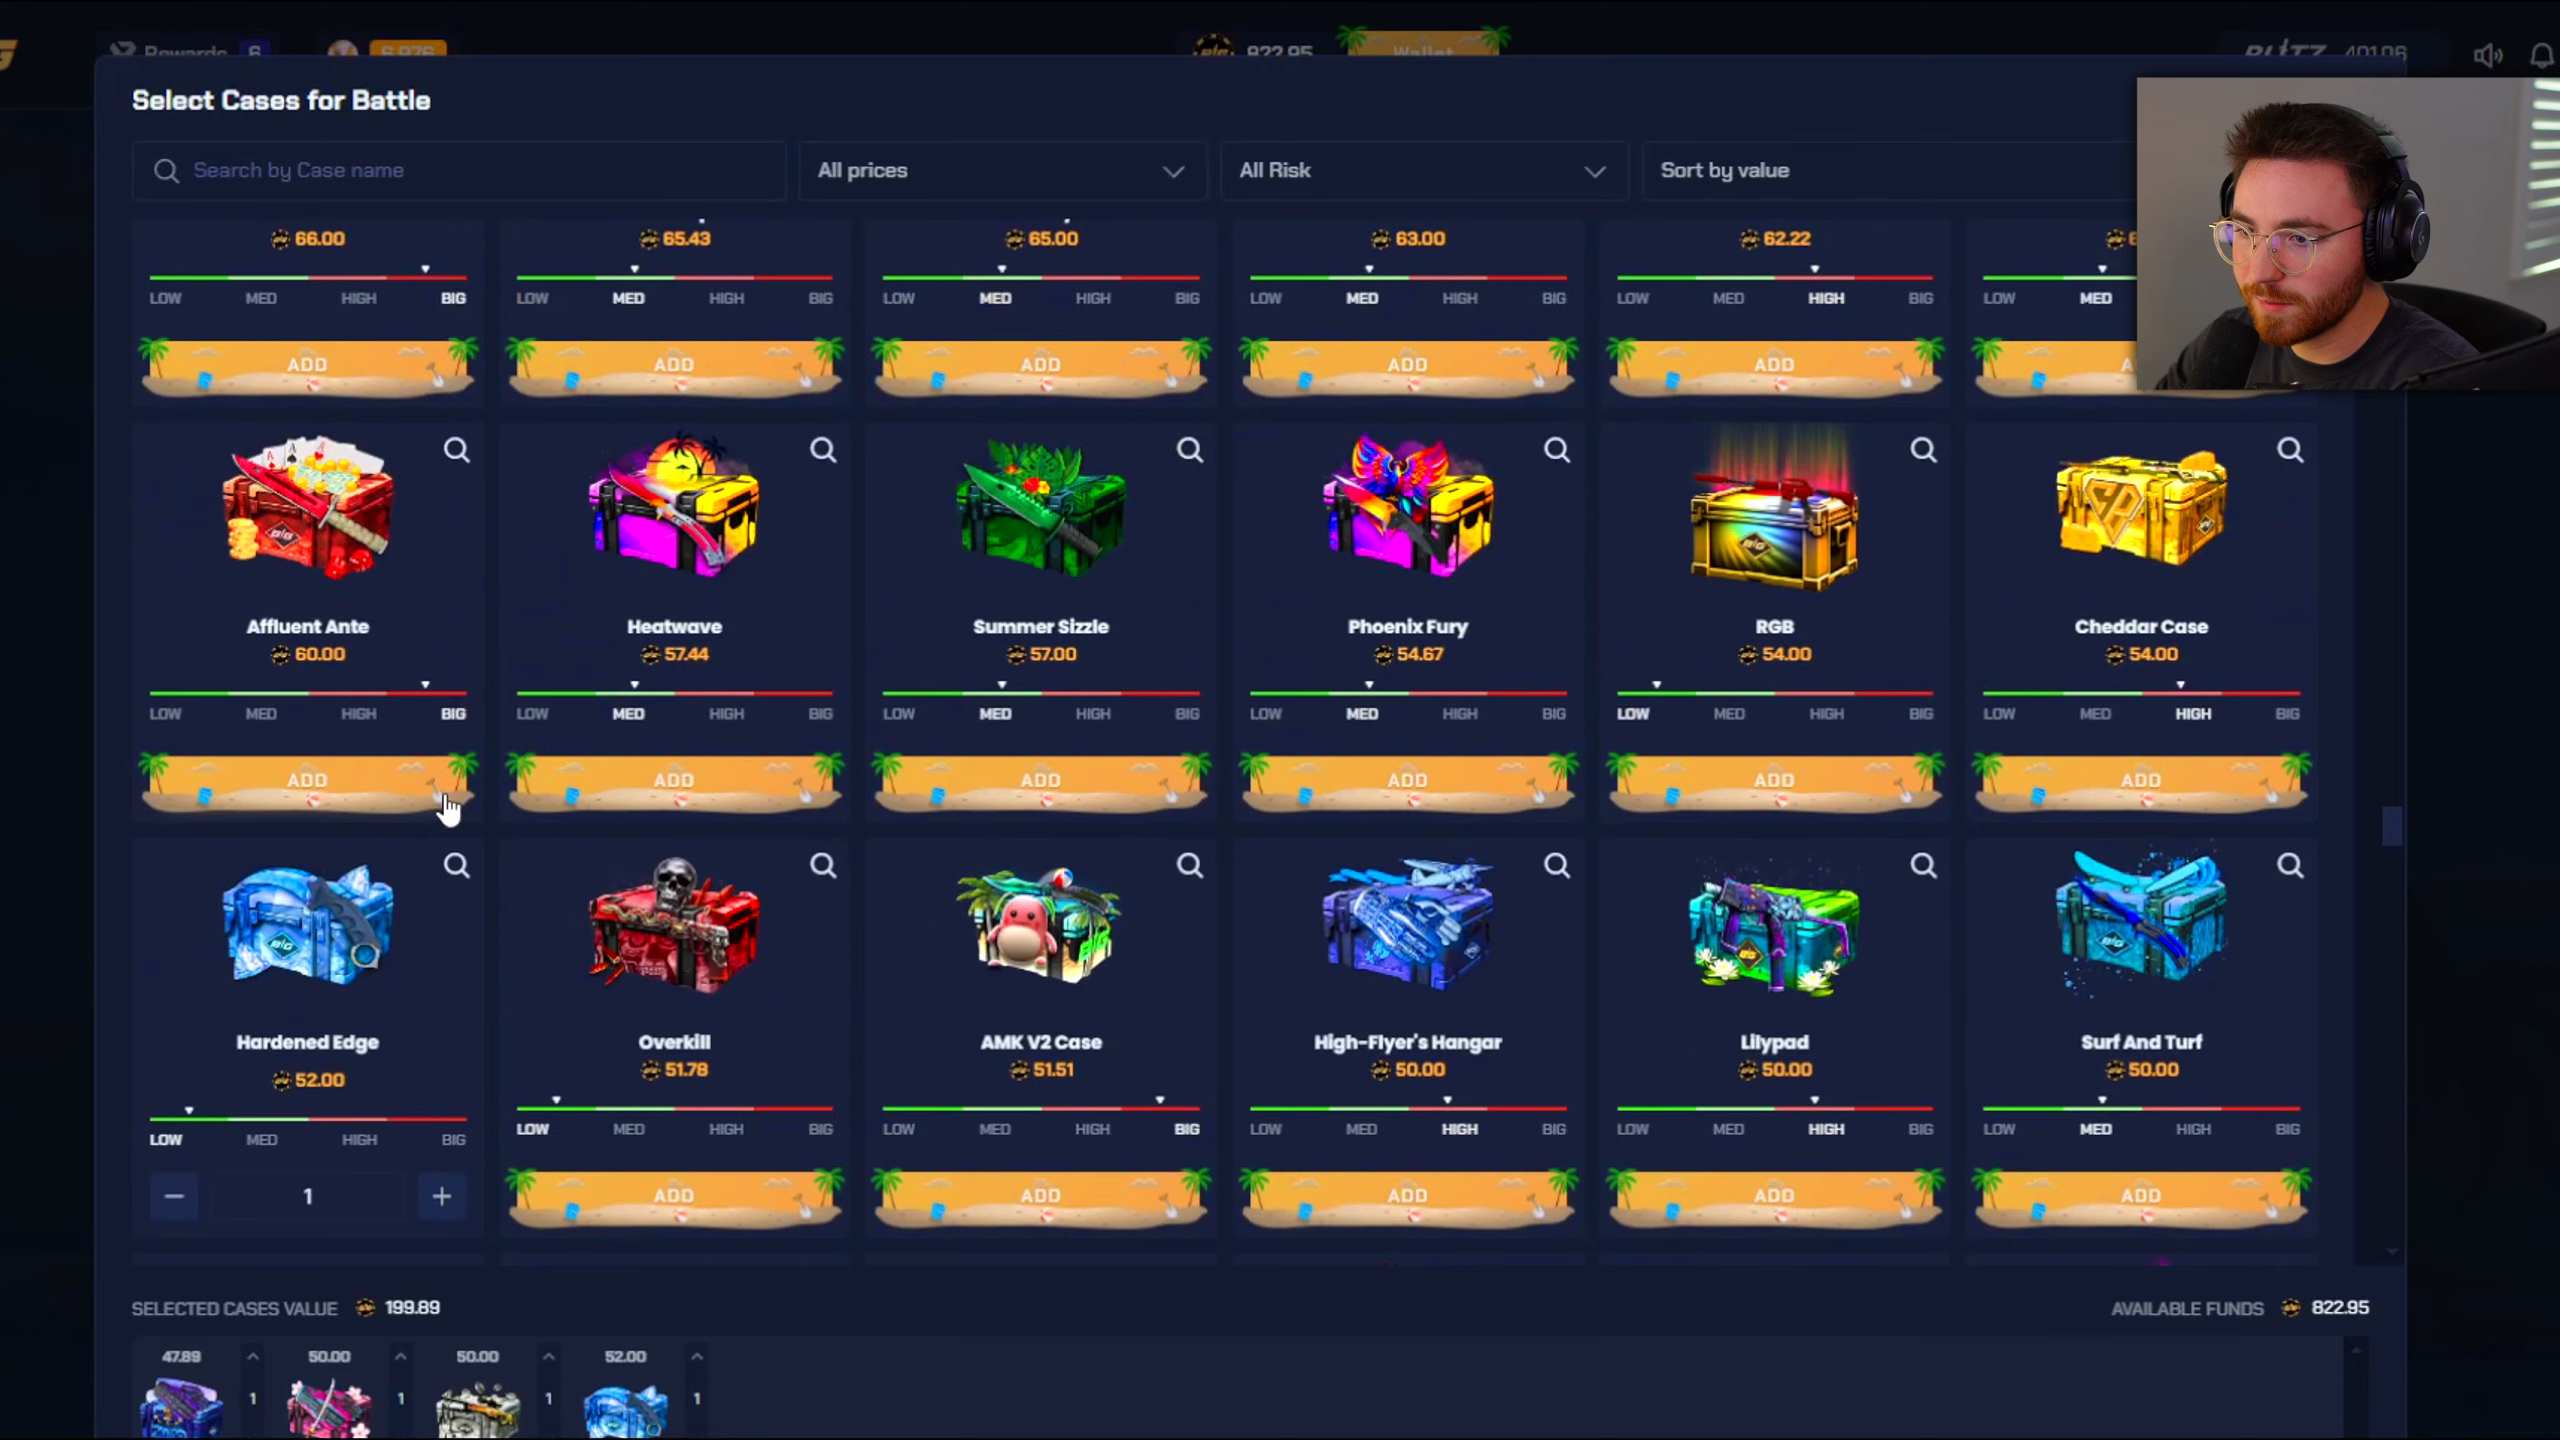 Rewards 6 6,976 822.95 Wallet BLITZ 40106
Select Cases for Battle
Search by Case name All prices All Risk Sort by value
66.00 65.43 65.00 63.00 62.22
LOW MED HIGH BIG LOW MED HIGH BIG LOW MED HIGH BIG LOW MED HIGH BIG LOW MED HIGH BIG LOW MED
ADD ADD ADD ADD ADD
Affluent Ante Heatwave Summer Sizzle Phoenix Fury RGB Cheddar Case
60.00 57.44 57.00 54.67 54.00 54.00
LOW MED HIGH BIG LOW MED HIGH BIG LOW MED HIGH BIG LOW MED HIGH BIG LOW MED HIGH BIG LOW MED HIGH BIG
ADD ADD ADD ADD ADD ADD
Hardened Edge Overkill AMK V2 Case High-Flyer's Hangar Lilypad Surf And Turf
52.00 51.78 51.51 50.00 50.00 50.00
LOW MED HIGH BIG LOW MED HIGH BIG LOW MED HIGH BIG LOW MED HIGH BIG LOW MED HIGH BIG LOW MED HIGH BIG
1 ADD ADD ADD ADD ADD
SELECTED CASES VALUE 199.89 AVAILABLE FUNDS 822.95
47.89 50.00 50.00 52.00
1 1 1 1